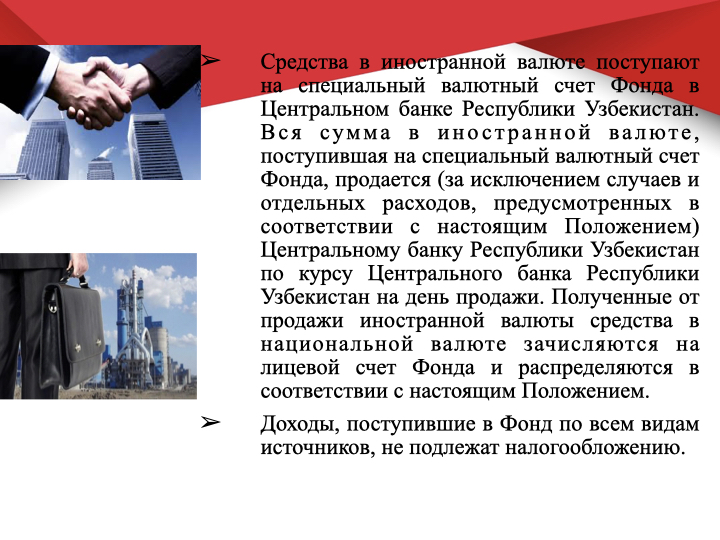 ➢ Средства в иностранной валюте поступают
на специальный валютный счет Фонда в
Центральном банке Республики Узбекистан.
Вся сумма в иностранной валюте,
поступившая на специальный валютный счет
Фонда, продается (за исключением случаев и
отдельных расходов, предусмотренных в
соответствии с настоящим Положением)
Центральному банку Республики Узбекистан
по курсу Центрального банка Республики
Узбекистан на день продажи. Полученные от
продажи иностранной валюты средства в
национальной валюте зачисляются на
лицевой счет Фонда и распределяются в
соответствии с настоящим Положением.
➢ Доходы, поступившие в Фонд по всем видам
источников, не подлежат налогообложению.